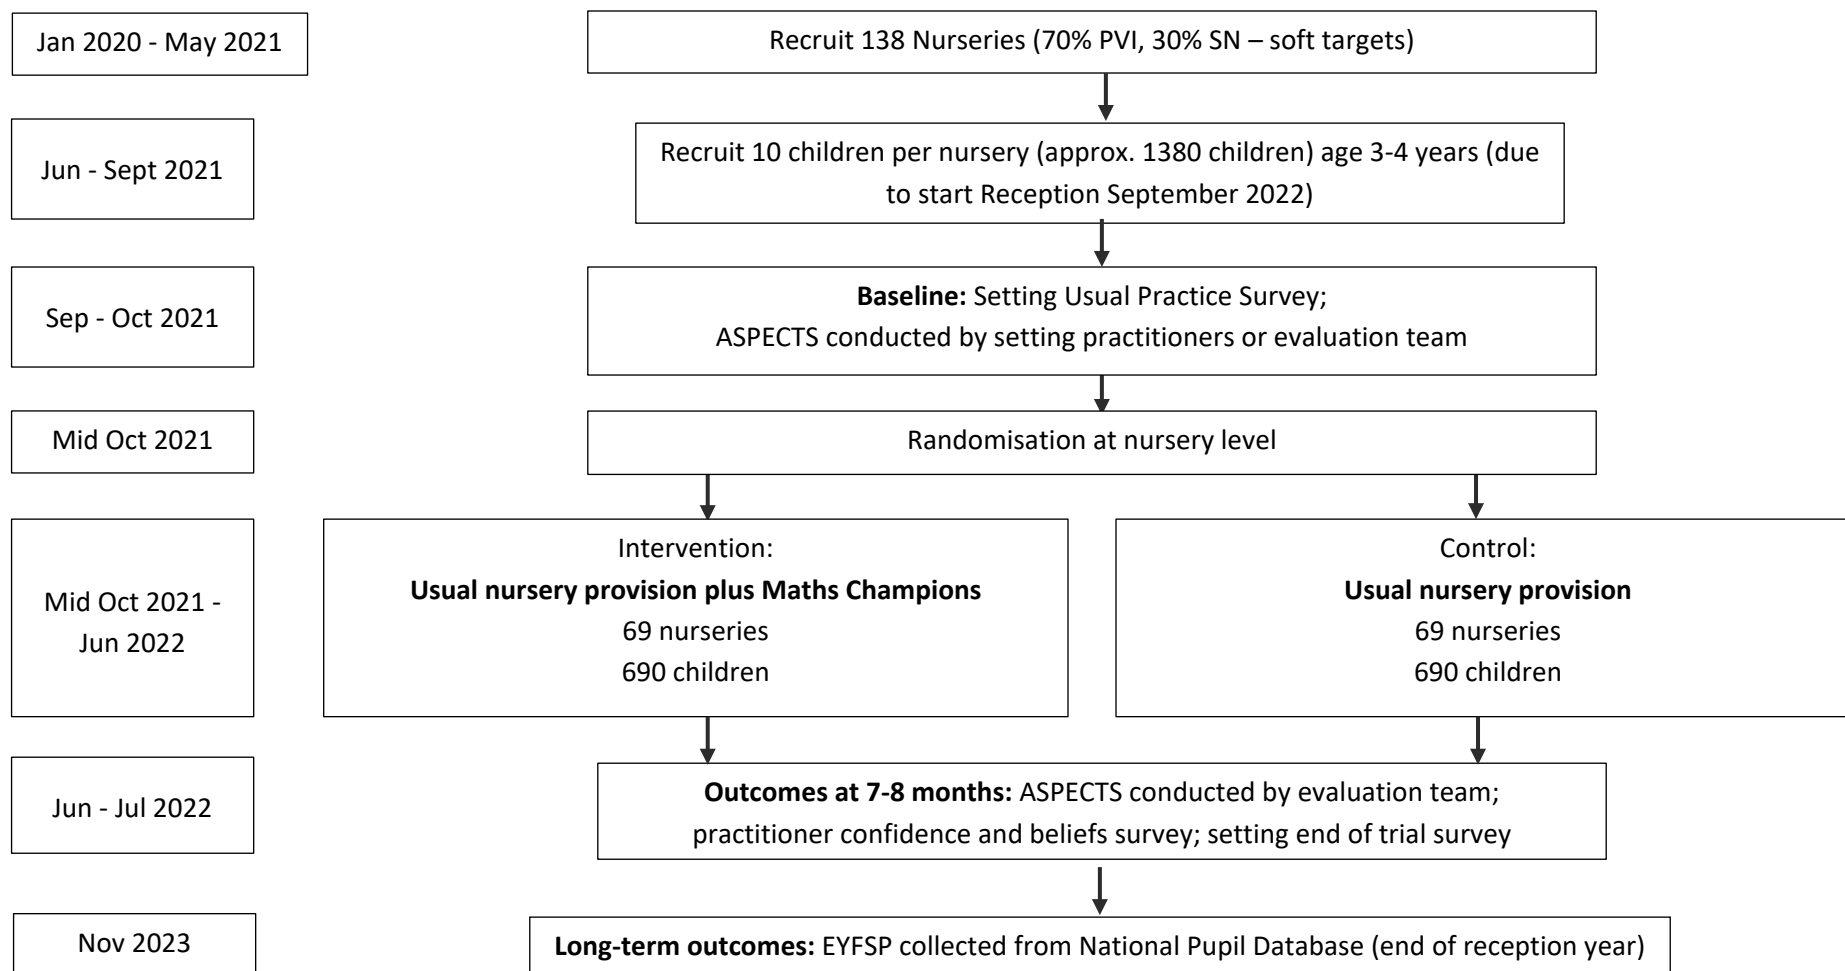 Jan 2020 - May 2021
Recruit 138 Nurseries (70% PVI, 30% SN – soft targets)
Jun - Sept 2021
Recruit 10 children per nursery (approx. 1380 children) age 3-4 years (due
to start Reception September 2022)
Sep - Oct 2021
Baseline: Setting Usual Practice Survey;
ASPECTS conducted by setting practitioners or evaluation team
Mid Oct 2021
Randomisation at nursery level
Mid Oct 2021 -
Jun 2022
Intervention:
Usual nursery provision plus Maths Champions
69 nurseries
690 children
Control:
Usual nursery provision
69 nurseries
690 children
Jun - Jul 2022
Outcomes at 7-8 months: ASPECTS conducted by evaluation team;
practitioner confidence and beliefs survey; setting end of trial survey
Nov 2023
Long-term outcomes: EYFSP collected from National Pupil Database (end of reception year)